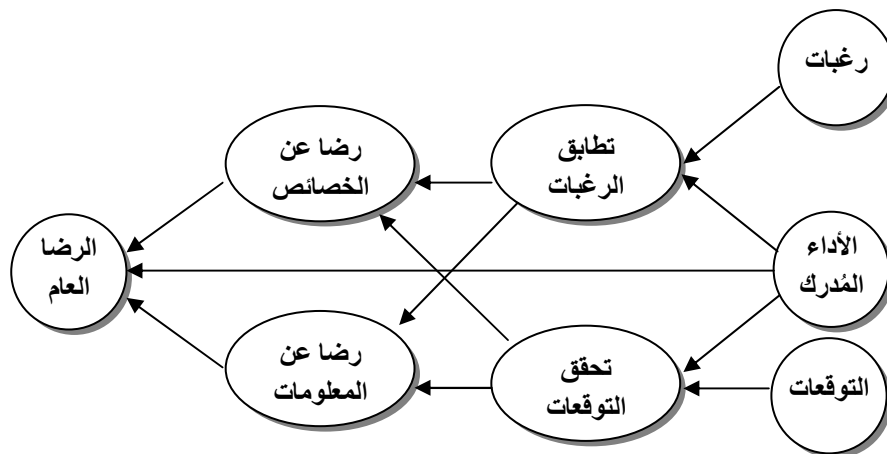 رغبات
تطابق
الرغبات
رضا عن
الخصائص
الأداء
المُدرك
الرضا
العام
رضا عن
المعلومات
تحقق
التوقعات
التوقعات